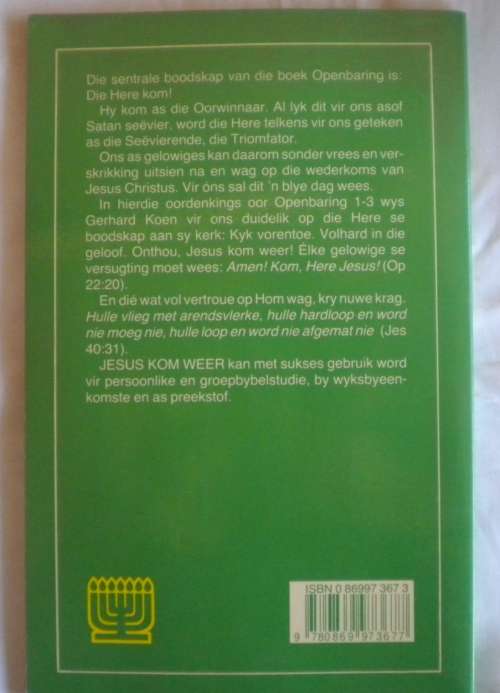 Die sentrale boodskap van die boek Openbaring is:
Die Here kom!
Hy kom as die Oorwinnaar. Al lyk dit vir ons asof
Satan seëvier, word die Here telkens vir ons geteken
as die Seëvierende, die Triomfator.
Ons as gelowiges kan daarom sonder vrees en ver-
skrikking uitsien na en wag op die wederkoms van
Jesus Christus. Vir óns sal dit 'n blye dag wees.
In hierdie oordenkings oor Openbaring 1-3 wys
Gerhard Koen vir ons duidelik op die Here se
boodskap aan sy kerk: Kyk vorentoe. Volhard in die
geloof. Onthou, Jesus kom weer! Élke gelowige se
versugting moet wees: Amen! Kom, Here Jesus! (Op
22:20).
En dié wat vol vertroue op Hom wag, kry nuwe krag.
Hulle vlieg met arendsvlerke, hulle hardloop en word
nie moeg nie, hulle loop en word nie afgemat nie (Jes
40:31).
JESUS KOM WEER kan met sukses gebruik word
vir persoonlike en groepbybelstudie, by wyksbyeen-
komste en as preekstof.
ISBN 0 86997 367 3
9 780869 973677